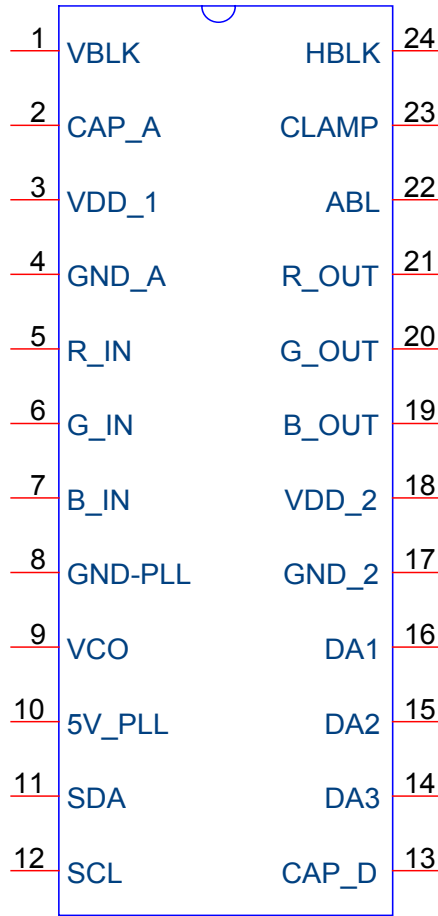 1 VBLK HBLK 24
2 CAP_A CLAMP 23
3 VDD_1 ABL 22
4 GND_A R_OUT 21
5 R_IN G_OUT 20
6 G_IN B_OUT 19
7 B_IN VDD_2 18
8 GND-PLL GND_2 17
9 VCO DA1 16
10 5V_PLL DA2 15
11 SDA DA3 14
12 SCL CAP_D 13